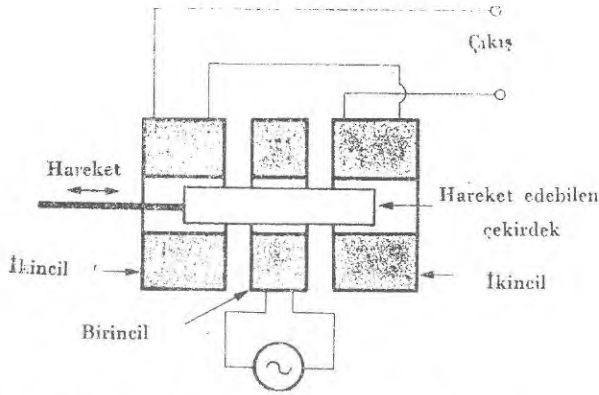 Çıkış
Hareket
Hareket edebilen
çekirdek
İkincil
İkincil
Birincil